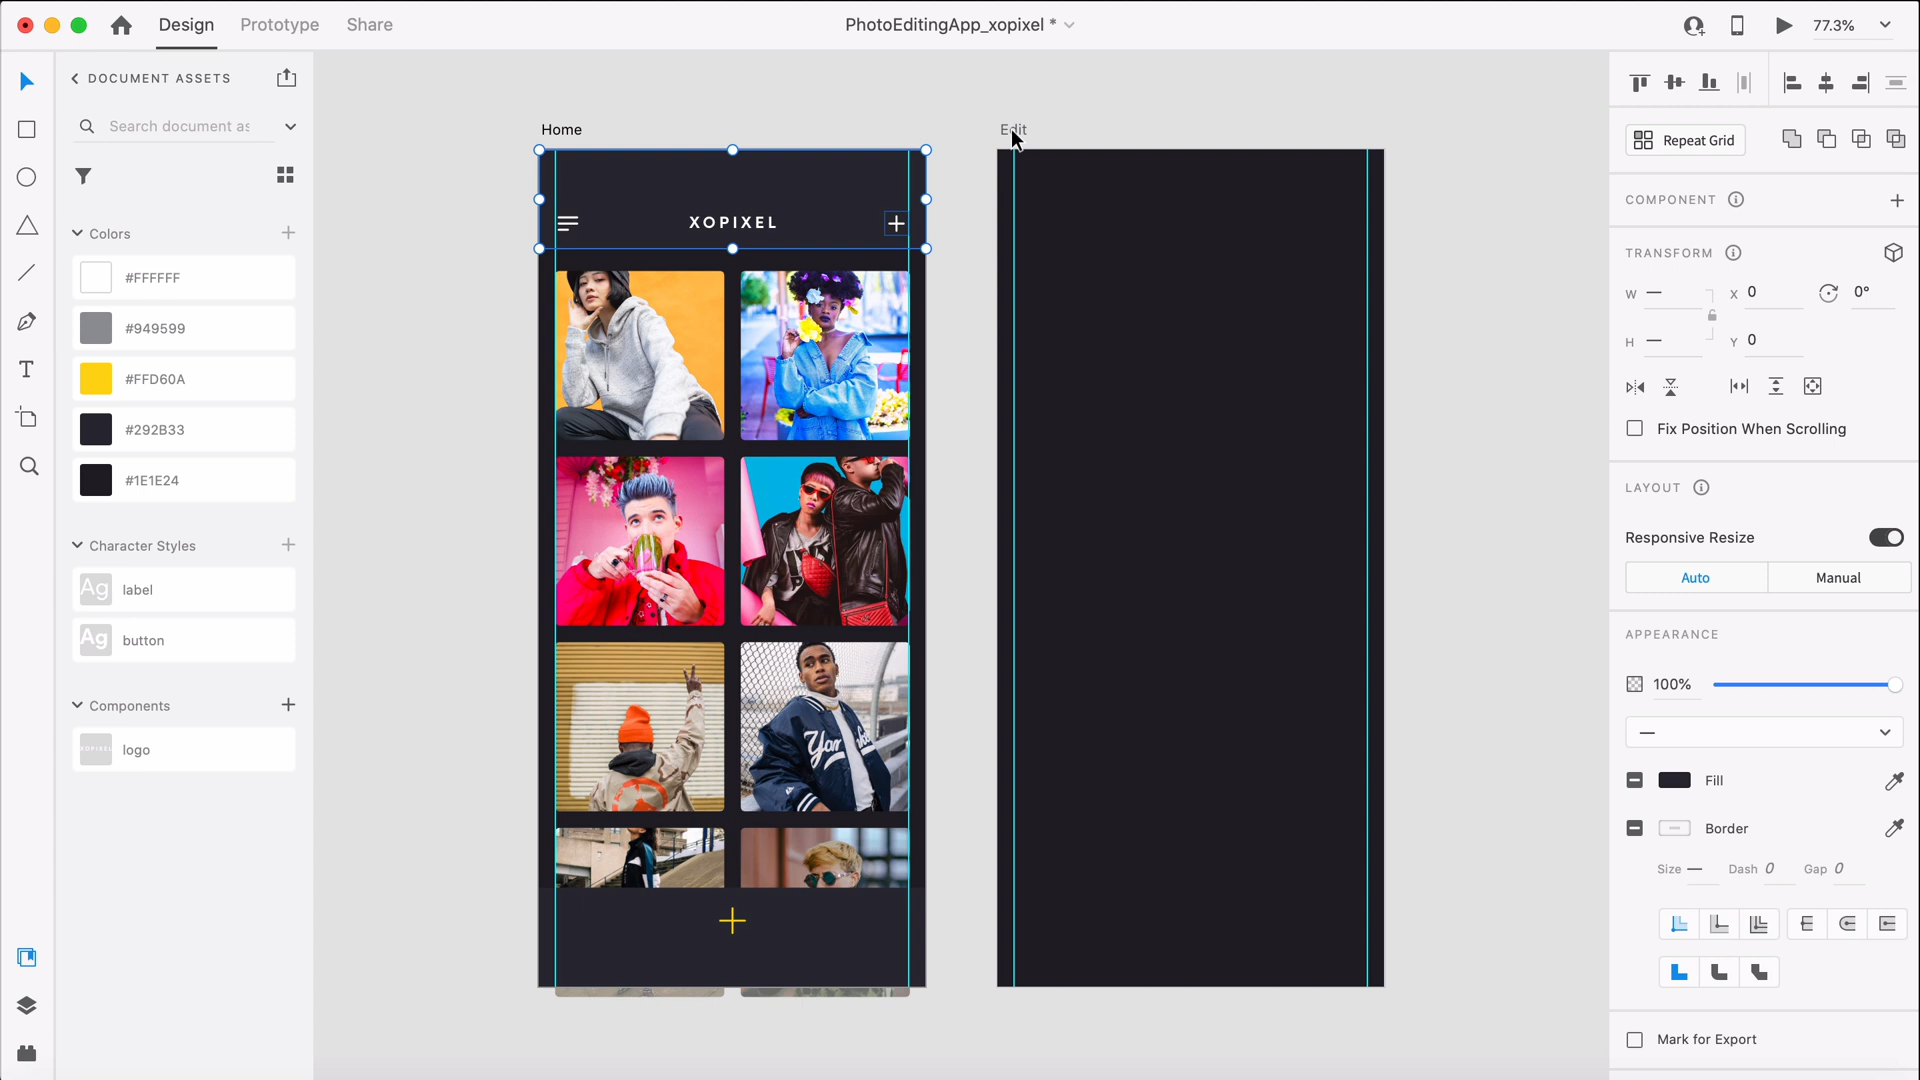 Design Prototype Share PhotoEditingApp_xopixel * 77.3%
DOCUMENT ASSETS
Search document as
Colors
#FFFFFF
#949599
#FFD60A
#292B33
#1E1E24
Character Styles
Ag label
Ag button
Components
XOPIXEL logo
Home
Edit
XOPIXEL
Repeat Grid
COMPONENT
TRANSFORM
W — X 0 0°
H — Y 0
Fix Position When Scrolling
LAYOUT
Responsive Resize
Auto Manual
APPEARANCE
100%
—
Fill
Border
Size — Dash 0 Gap 0
Mark for Export